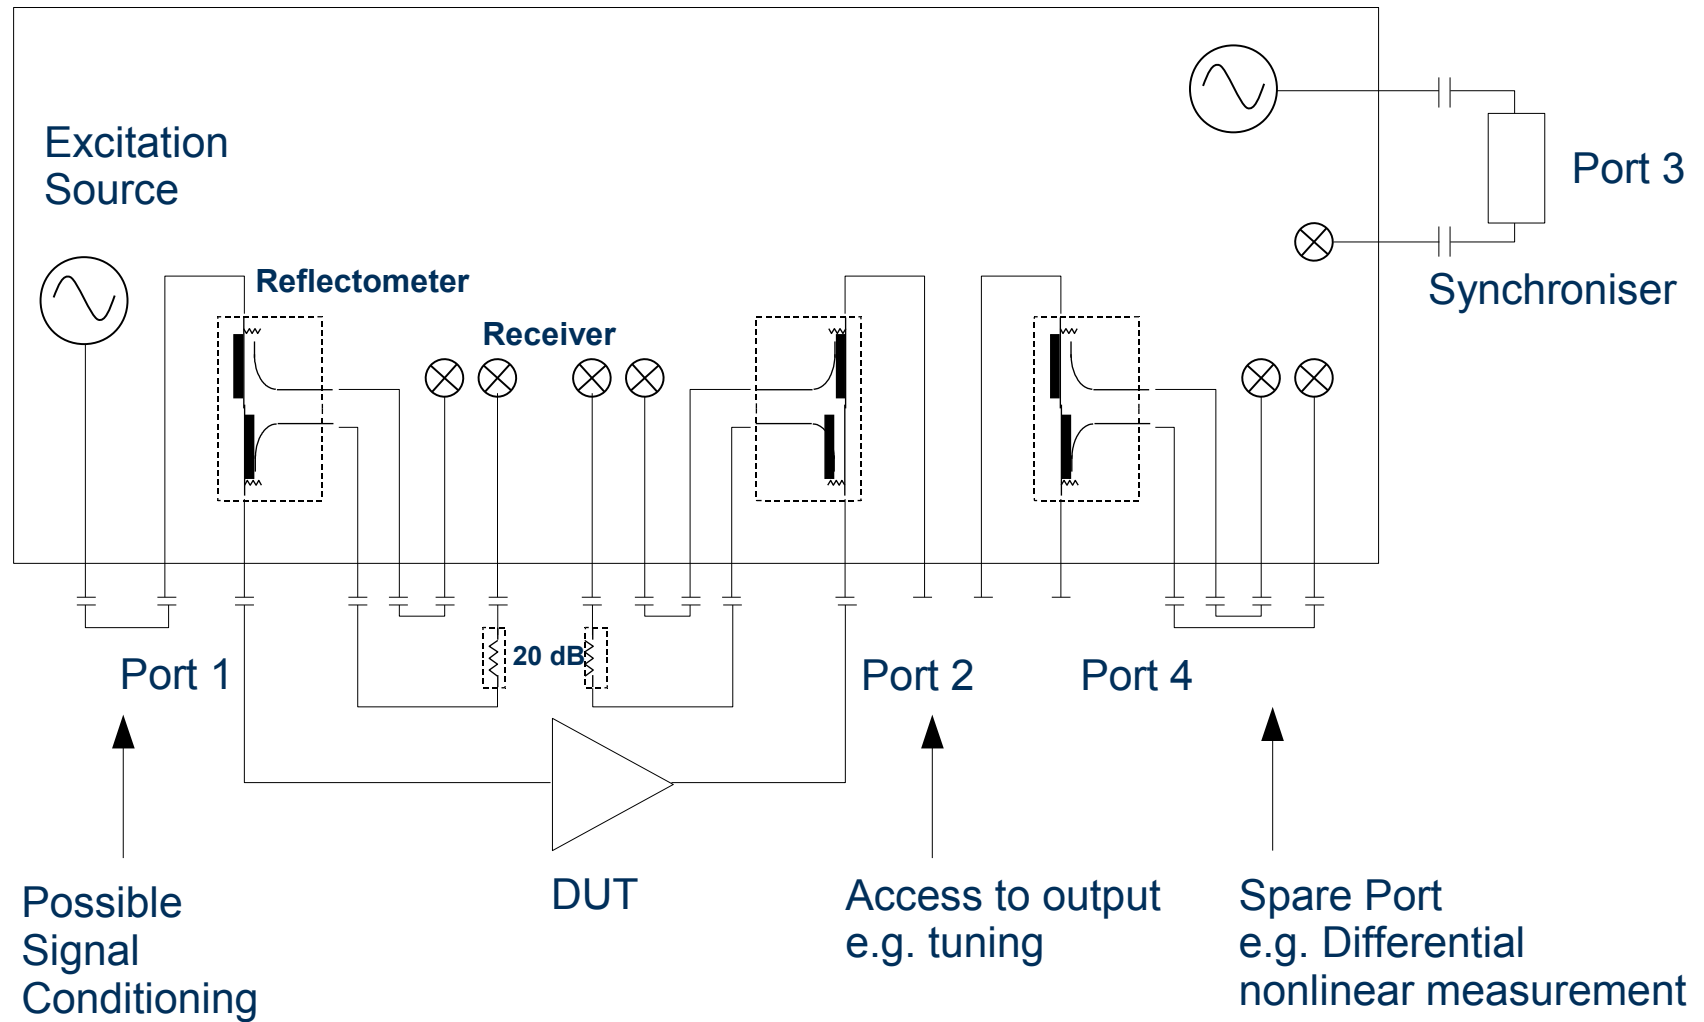 Excitation
Source
Port 3
Reflectometer
Synchroniser
Receiver
20 dB
Port 1
Port 2
Port 4
DUT
Possible
Signal
Conditioning
Access to output
e.g. tuning
Spare Port
e.g. Differential
nonlinear measurement